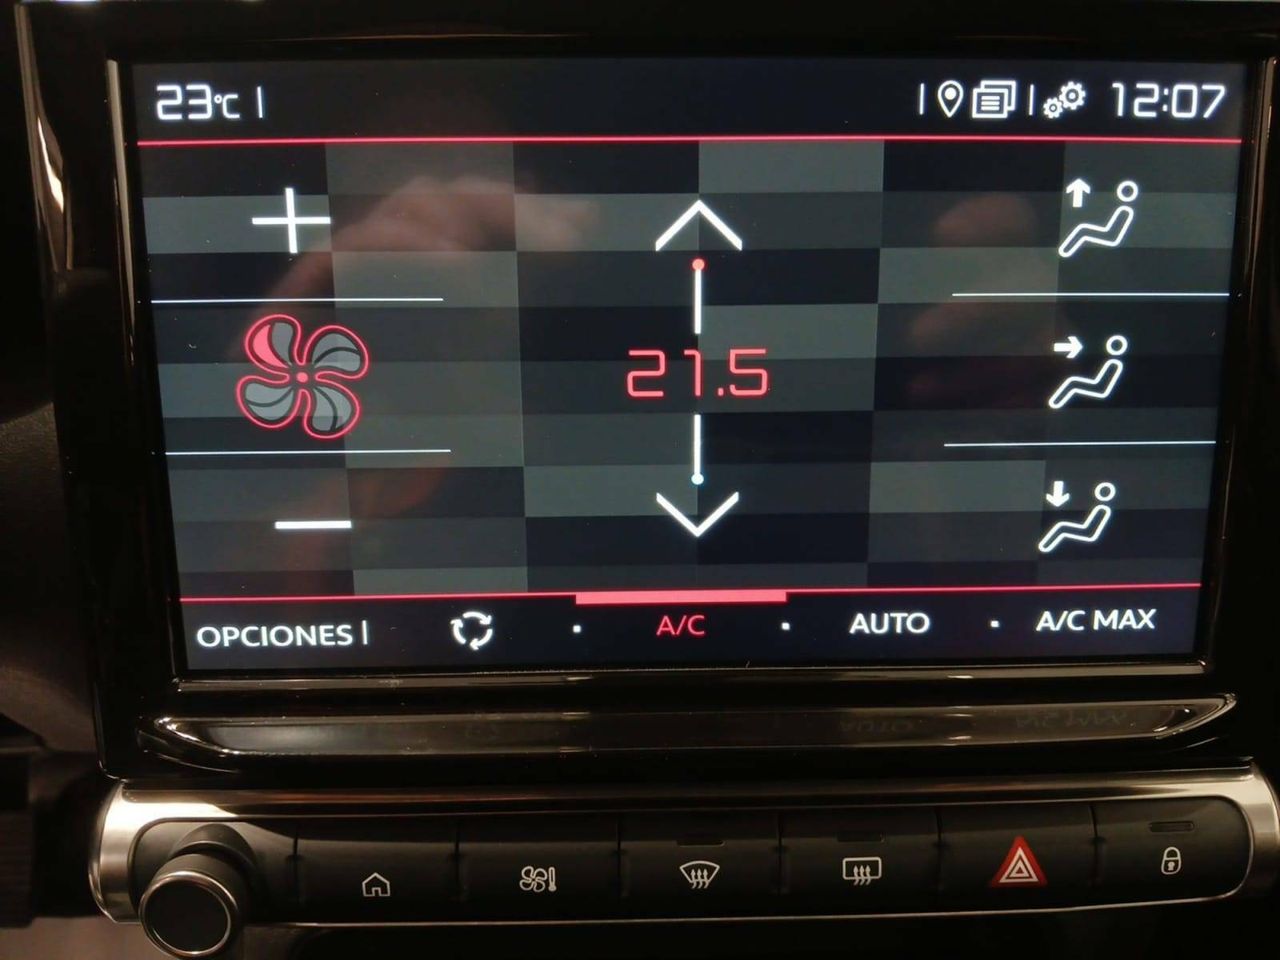 23°C
12:07
21.5
OPCIONES
A/C
AUTO
A/C MAX